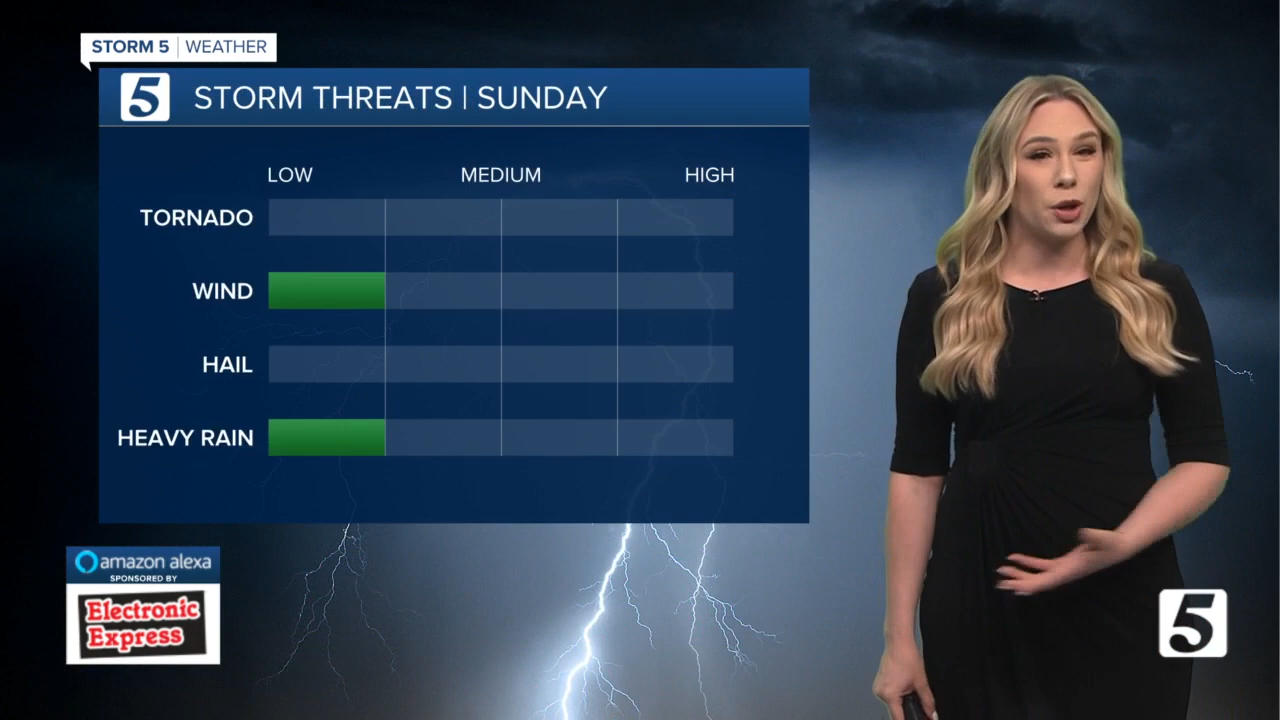 STORM 5 | WEATHER
5 STORM THREATS | SUNDAY
LOW MEDIUM HIGH
TORNADO
WIND
HAIL
HEAVY RAIN
amazon alexa
SPONSORED BY
Electronic
Express
5